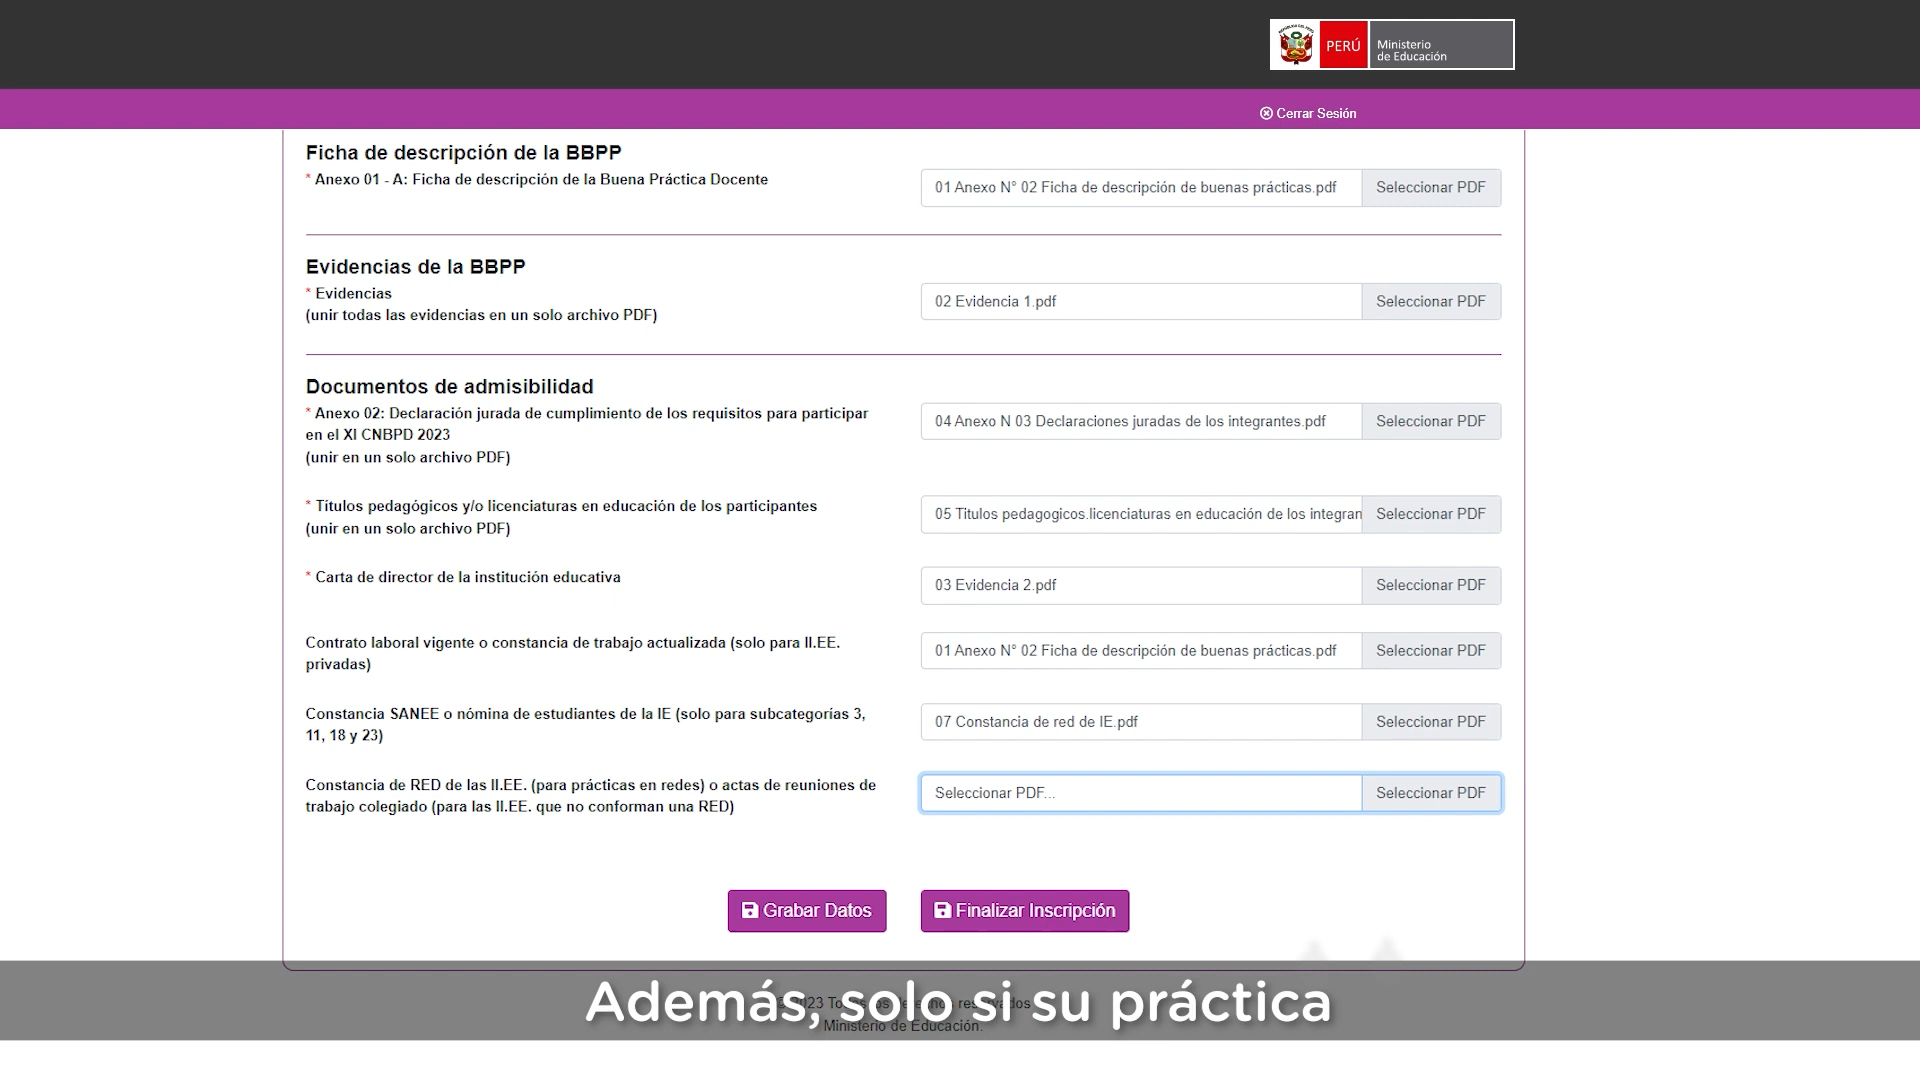 PERÚ
Ministerio
de Educación
Cerrar Sesión
Ficha de descripción de la BBPP
* Anexo 01 - A: Ficha de descripción de la Buena Práctica Docente
01 Anexo N° 02 Ficha de descripción de buenas prácticas.pdf
Seleccionar PDF
Evidencias de la BBPP
* Evidencias
(unir todas las evidencias en un solo archivo PDF)
02 Evidencia 1.pdf
Seleccionar PDF
Documentos de admisibilidad
* Anexo 02: Declaración jurada de cumplimiento de los requisitos para participar
en el XI CNBPD 2023
(unir en un solo archivo PDF)
04 Anexo N 03 Declaraciones juradas de los integrantes.pdf
Seleccionar PDF
* Títulos pedagógicos y/o licenciaturas en educación de los participantes
(unir en un solo archivo PDF)
05 Titulos pedagogicos.licenciaturas en educación de los integran
Seleccionar PDF
* Carta de director de la institución educativa
03 Evidencia 2.pdf
Seleccionar PDF
Contrato laboral vigente o constancia de trabajo actualizada (solo para II.EE.
privadas)
01 Anexo N° 02 Ficha de descripción de buenas prácticas.pdf
Seleccionar PDF
Constancia SANEE o nómina de estudiantes de la IE (solo para subcategorías 3,
11, 18 y 23)
07 Constancia de red de IE.pdf
Seleccionar PDF
Constancia de RED de las II.EE. (para prácticas en redes) o actas de reuniones de
trabajo colegiado (para las II.EE. que no conforman una RED)
Seleccionar PDF...
Seleccionar PDF
Grabar Datos
Finalizar Inscripción
Además, solo si su práctica
Ministerio de Educación.